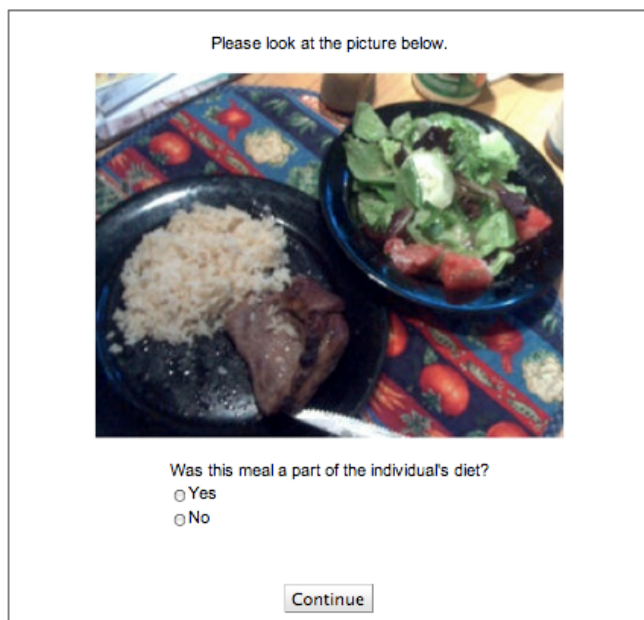 Please look at the picture below.
Was this meal a part of the individual's diet?
Yes
No
Continue